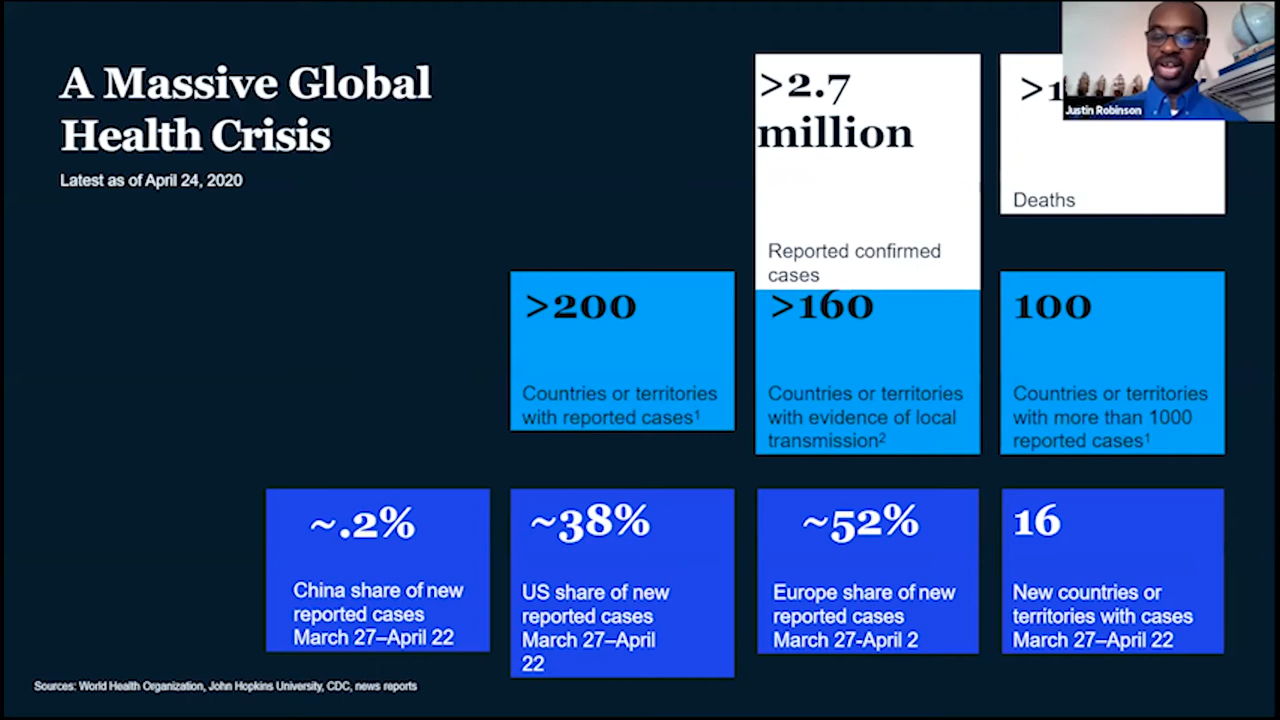 A Massive Global
Health Crisis
Latest as of April 24, 2020
>2.7
million
Reported confirmed
cases
>1
Deaths
Justin Robinson
>200
Countries or territories
with reported cases¹
>160
Countries or territories
with evidence of local
transmission²
100
Countries or territories
with more than 1000
reported cases¹
~.2%
China share of new
reported cases
March 27–April 22
~38%
US share of new
reported cases
March 27–April
22
~52%
Europe share of new
reported cases
March 27-April 2
16
New countries or
territories with cases
March 27–April 22
Sources: World Health Organization, John Hopkins University, CDC, news reports